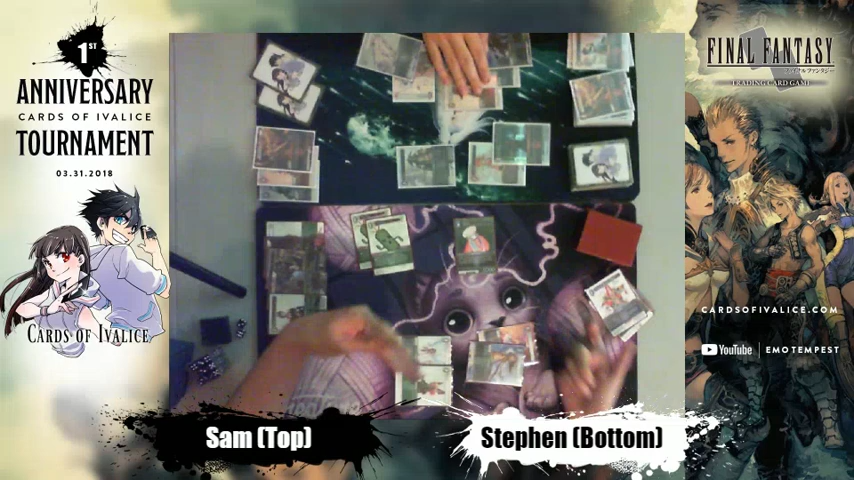 1ST
ANNIVERSARY
CARDS OF IVALICE
TOURNAMENT
03.31.2018
CARDS OF IVALICE
FINAL FANTASY
TRADING CARD GAME
CARDSOFIVALICE.COM
YouTube | EMOTEMPEST
Sam (Top)
Stephen (Bottom)